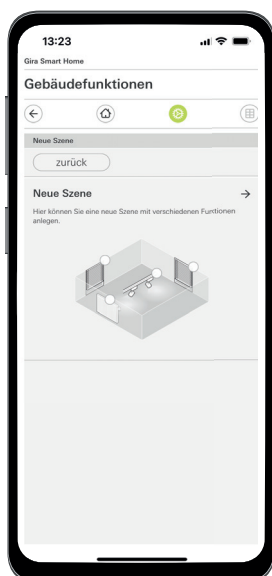 13:23
Gira Smart Home
Gebäudefunktionen
Neue Szene
zurück
Neue Szene
Hier können Sie eine neue Szene mit verschiedenen Funtionen
anlegen.